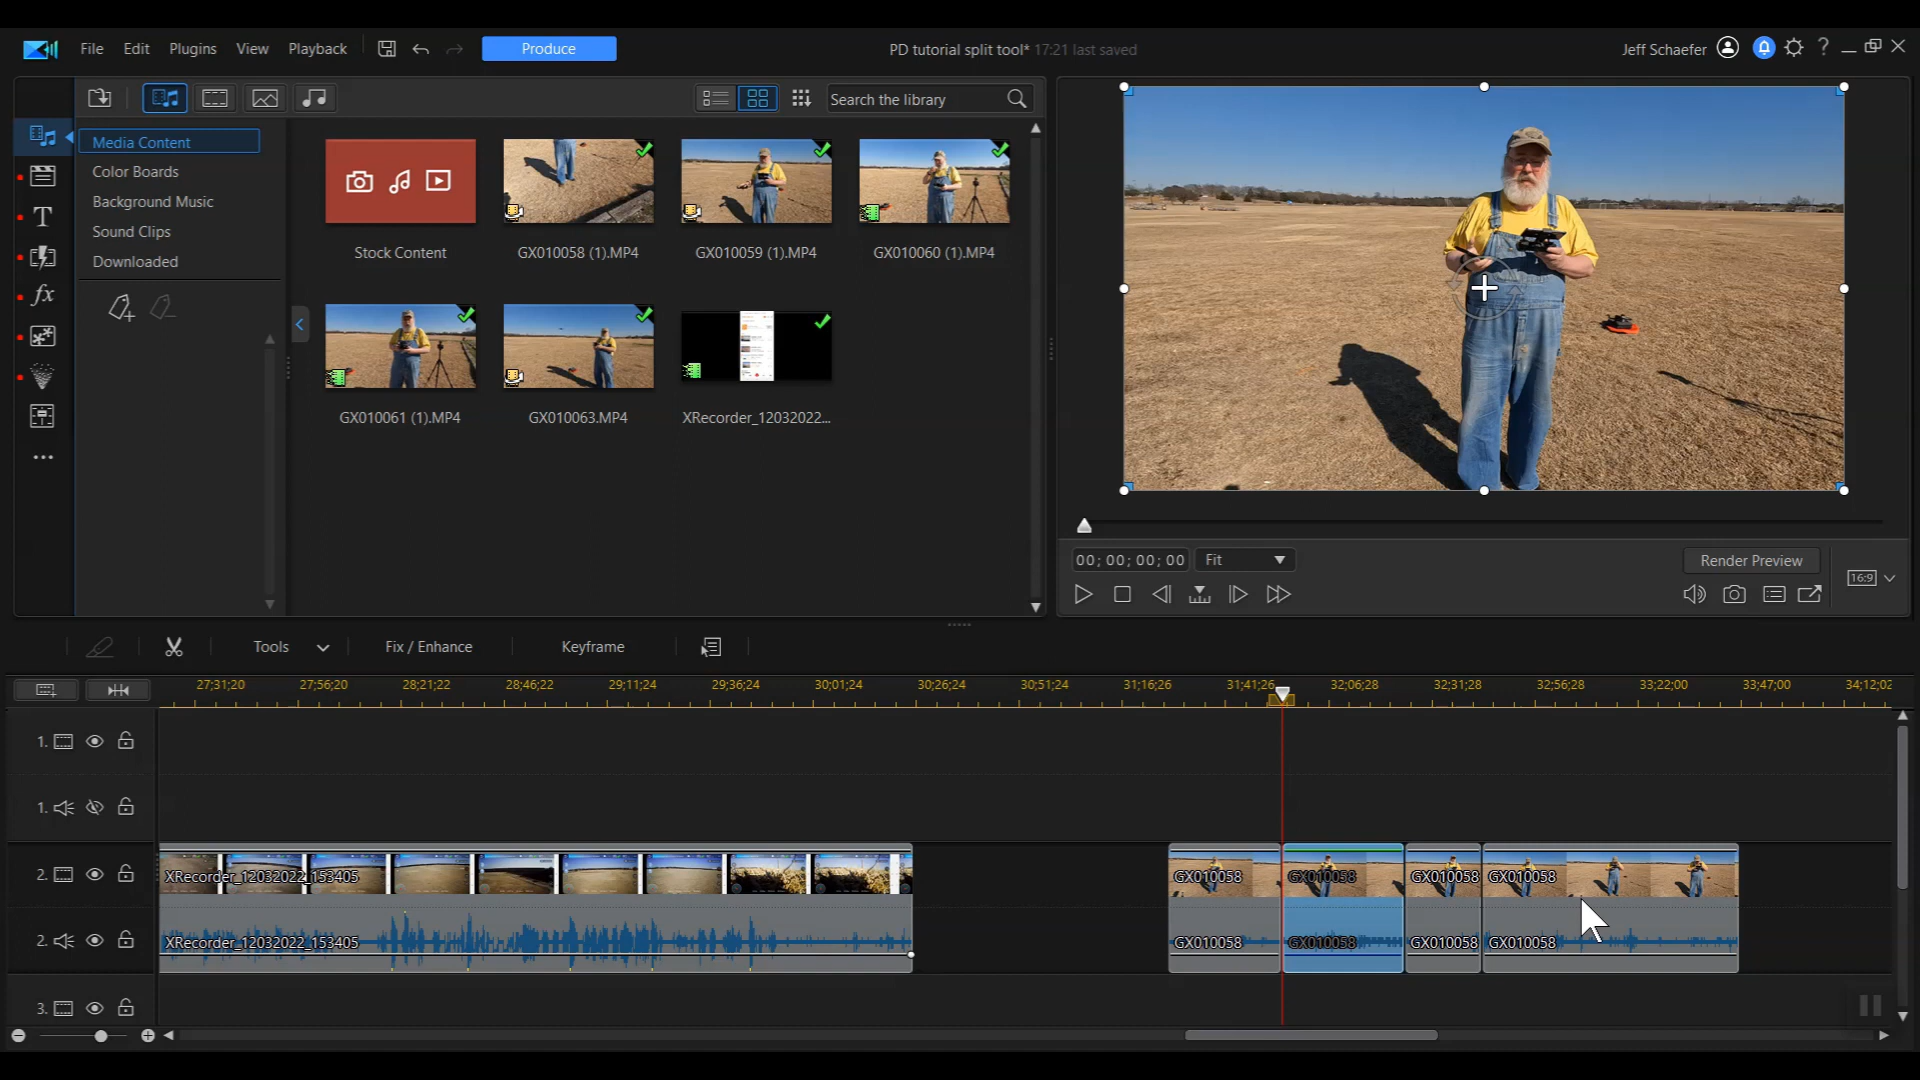 File Edit Plugins View Playback Produce PD tutorial split tool* 17:21 last saved Jeff Schaefer ?
Search the library
Media Content
Color Boards
Background Music
Sound Clips
Downloaded
Stock Content GX010058 (1).MP4 GX010059 (1).MP4 GX010060 (1).MP4
GX010061 (1).MP4 GX010063.MP4 XRecorder_12032022...
T
fx
00; 00; 00; 00 Fit Render Preview
16:9
Tools Fix / Enhance Keyframe
27;31;20 27;56;20 28;21;22 28;46;22 29;11;24 29;36;24 30;01;24 30;26;24 30;51;24 31;16;26 31;41;26 32;06;28 32;31;28 32;56;28 33;22;00 33;47;00 34;12;02
1.
1.
2. XRecorder_12032022_153405 GX010058 GX010058 GX010058 GX010058
2. XRecorder_12032022_153405 GX010058 GX010058 GX010058 GX010058
3.